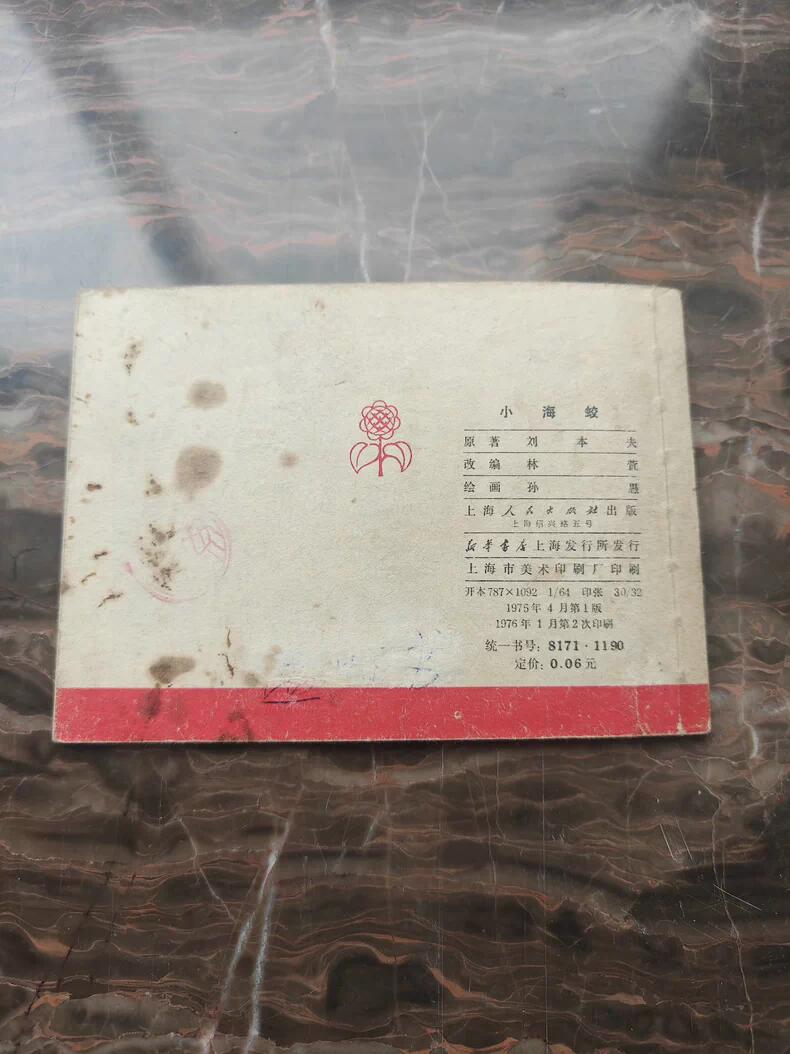 小海蛟
原著 刘本夫
改编 林萱
绘画 孙愚
上海人民出版社出版
上海绍兴路五号
新华书店上海发行所发行
上海市美术印刷厂印刷
开本787×1092 1/64 印张 30/32
1975年4月第1版
1976年1月第2次印刷
统一书号：8171·1190
定价：0.06元